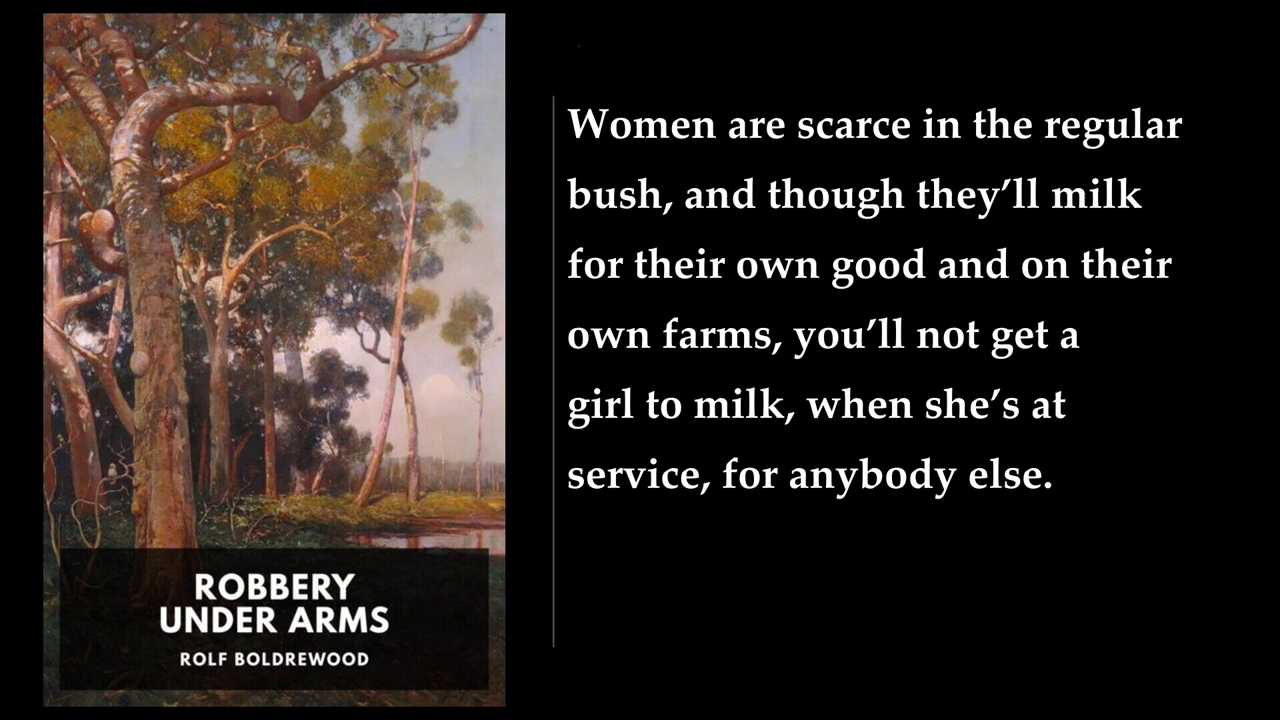 Women are scarce in the regular
bush, and though they’ll milk
for their own good and on their
own farms, you’ll not get a
girl to milk, when she’s at
service, for anybody else.
ROBBERY
UNDER ARMS
ROLF BOLDREWOOD